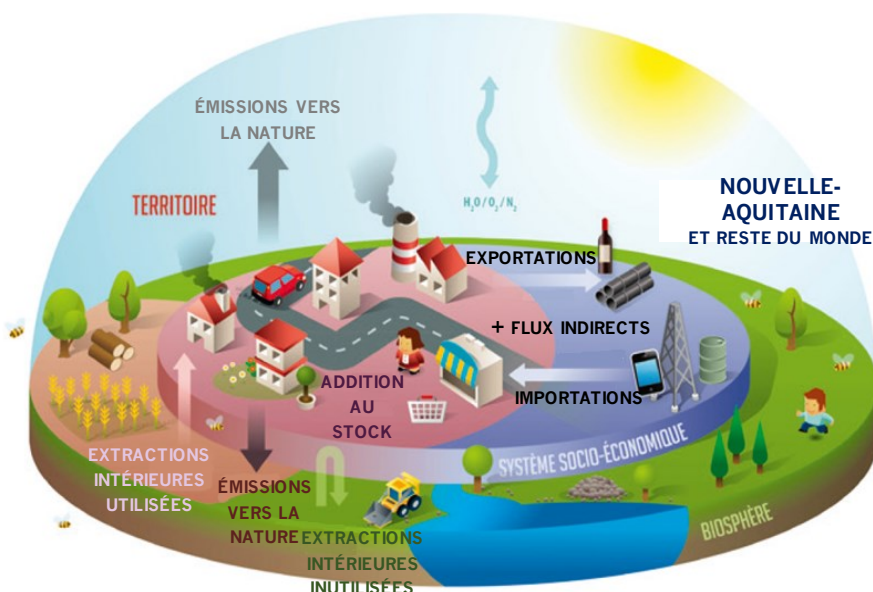 ÉMISSIONS VERS
LA NATURE
TERRITOIRE
H₂O/O₂/N₂
NOUVELLE-
AQUITAINE
ET RESTE DU MONDE
EXPORTATIONS
+ FLUX INDIRECTS
IMPORTATIONS
ADDITION
AU
STOCK
SYSTÈME SOCIO-ÉCONOMIQUE
EXTRACTIONS
INTÉRIEURES
UTILISÉES
ÉMISSIONS
VERS LA
NATURE
EXTRACTIONS
INTÉRIEURES
INUTILISÉES
BIOSPHÈRE